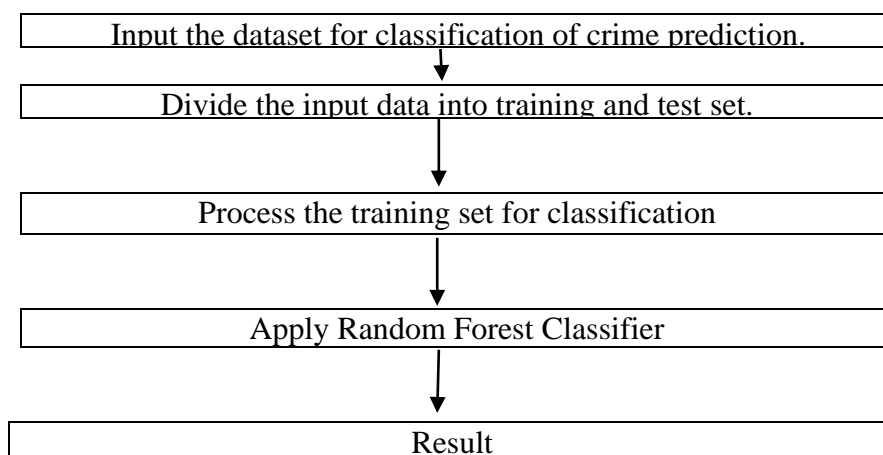 Input the dataset for classification of crime prediction.
Divide the input data into training and test set.
Process the training set for classification
Apply Random Forest Classifier
Result